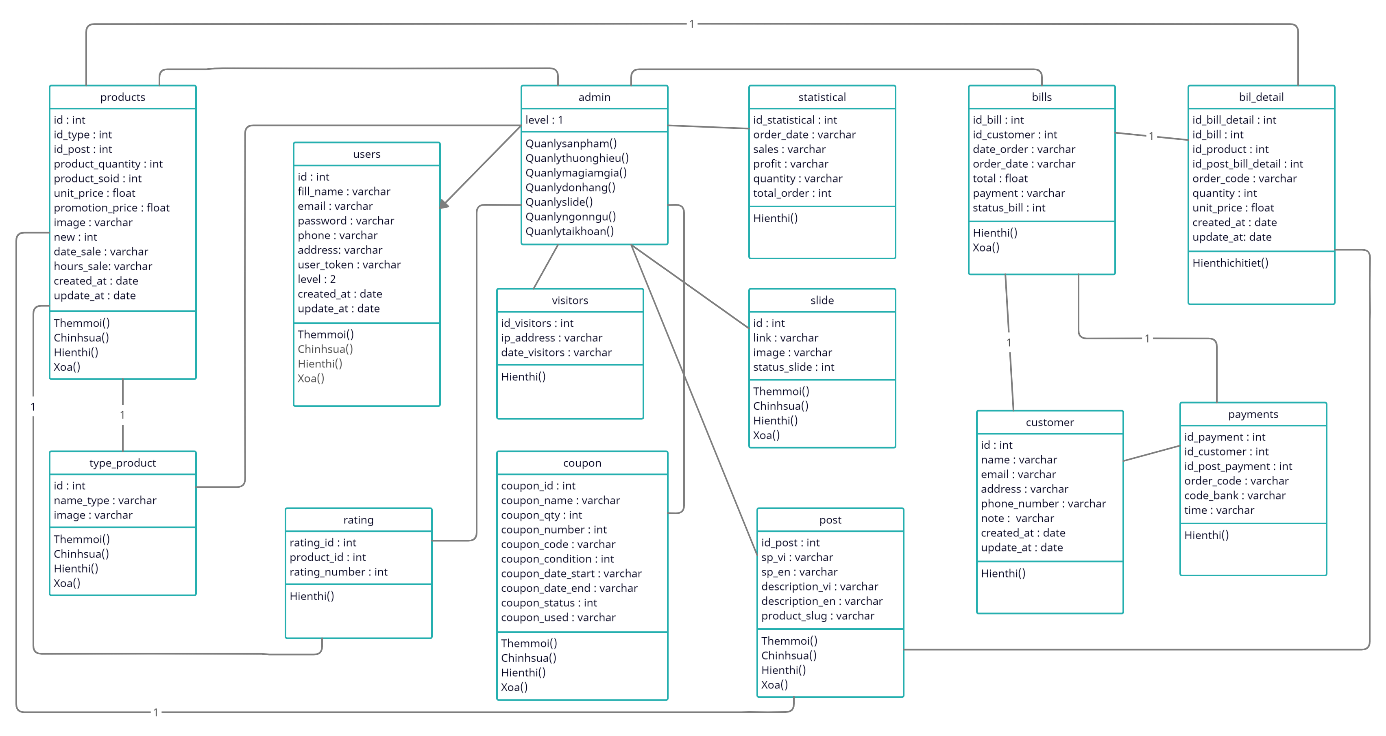 1
products
id : int
id_type : int
id_post : int
product_quantity : int
product_soid : int
unit_price : float
promotion_price : float
image : varchar
new : int
date_sale : varchar
hours_sale: varchar
created_at : date
update_at : date
Themmoi()
Chinhsua()
Hienthi()
Xoa()
users
id : int
fill_name : varchar
email : varchar
password : varchar
phone : varchar
address: varchar
user_token : varchar
level : 2
created_at : date
update_at : date
Themmoi()
Chinhsua()
Hienthi()
Xoa()
admin
level : 1
Quanlysanpham()
Quanlythuonghieu()
Quanlymagiamgia()
Quanlydonhang()
Quanlyslide()
Quanlyngonngu()
Quanlytaikhoan()
statistical
id_statistical : int
order_date : varchar
sales : varchar
profit : varchar
quantity : varchar
total_order : int
Hienthi()
bills
id_bill : int
id_customer : int
date_order : varchar
order_date : varchar
total : float
payment : varchar
status_bill : int
Hienthi()
Xoa()
1
bil_detail
id_bill_detail : int
id_bill : int
id_product : int
id_post_bill_detail : int
order_code : varchar
quantity : int
unit_price : float
created_at : date
update_at: date
Hienthichitiet()
visitors
id_visitors : int
ip_address : varchar
date_visitors : varchar
Hienthi()
slide
id : int
link : varchar
image : varchar
status_slide : int
Themmoi()
Chinhsua()
Hienthi()
Xoa()
1
1
1
1
type_product
id : int
name_type : varchar
image : varchar
Themmoi()
Chinhsua()
Hienthi()
Xoa()
rating
rating_id : int
product_id : int
rating_number : int
Hienthi()
coupon
coupon_id : int
coupon_name : varchar
coupon_qty : int
coupon_number : int
coupon_code : varchar
coupon_condition : int
coupon_date_start : varchar
coupon_date_end : varchar
coupon_status : int
coupon_used : varchar
Themmoi()
Chinhsua()
Hienthi()
Xoa()
post
id_post : int
sp_vi : varchar
sp_en : varchar
description_vi : varchar
description_en : varchar
product_slug : varchar
Themmoi()
Chinhsua()
Hienthi()
Xoa()
customer
id : int
name : varchar
email : varchar
address : varchar
phone_number : varchar
note :  varchar
created_at : date
update_at : date
Hienthi()
payments
id_payment : int
id_customer : int
id_post_payment : int
order_code : varchar
code_bank : varchar
time : varchar
Hienthi()
1